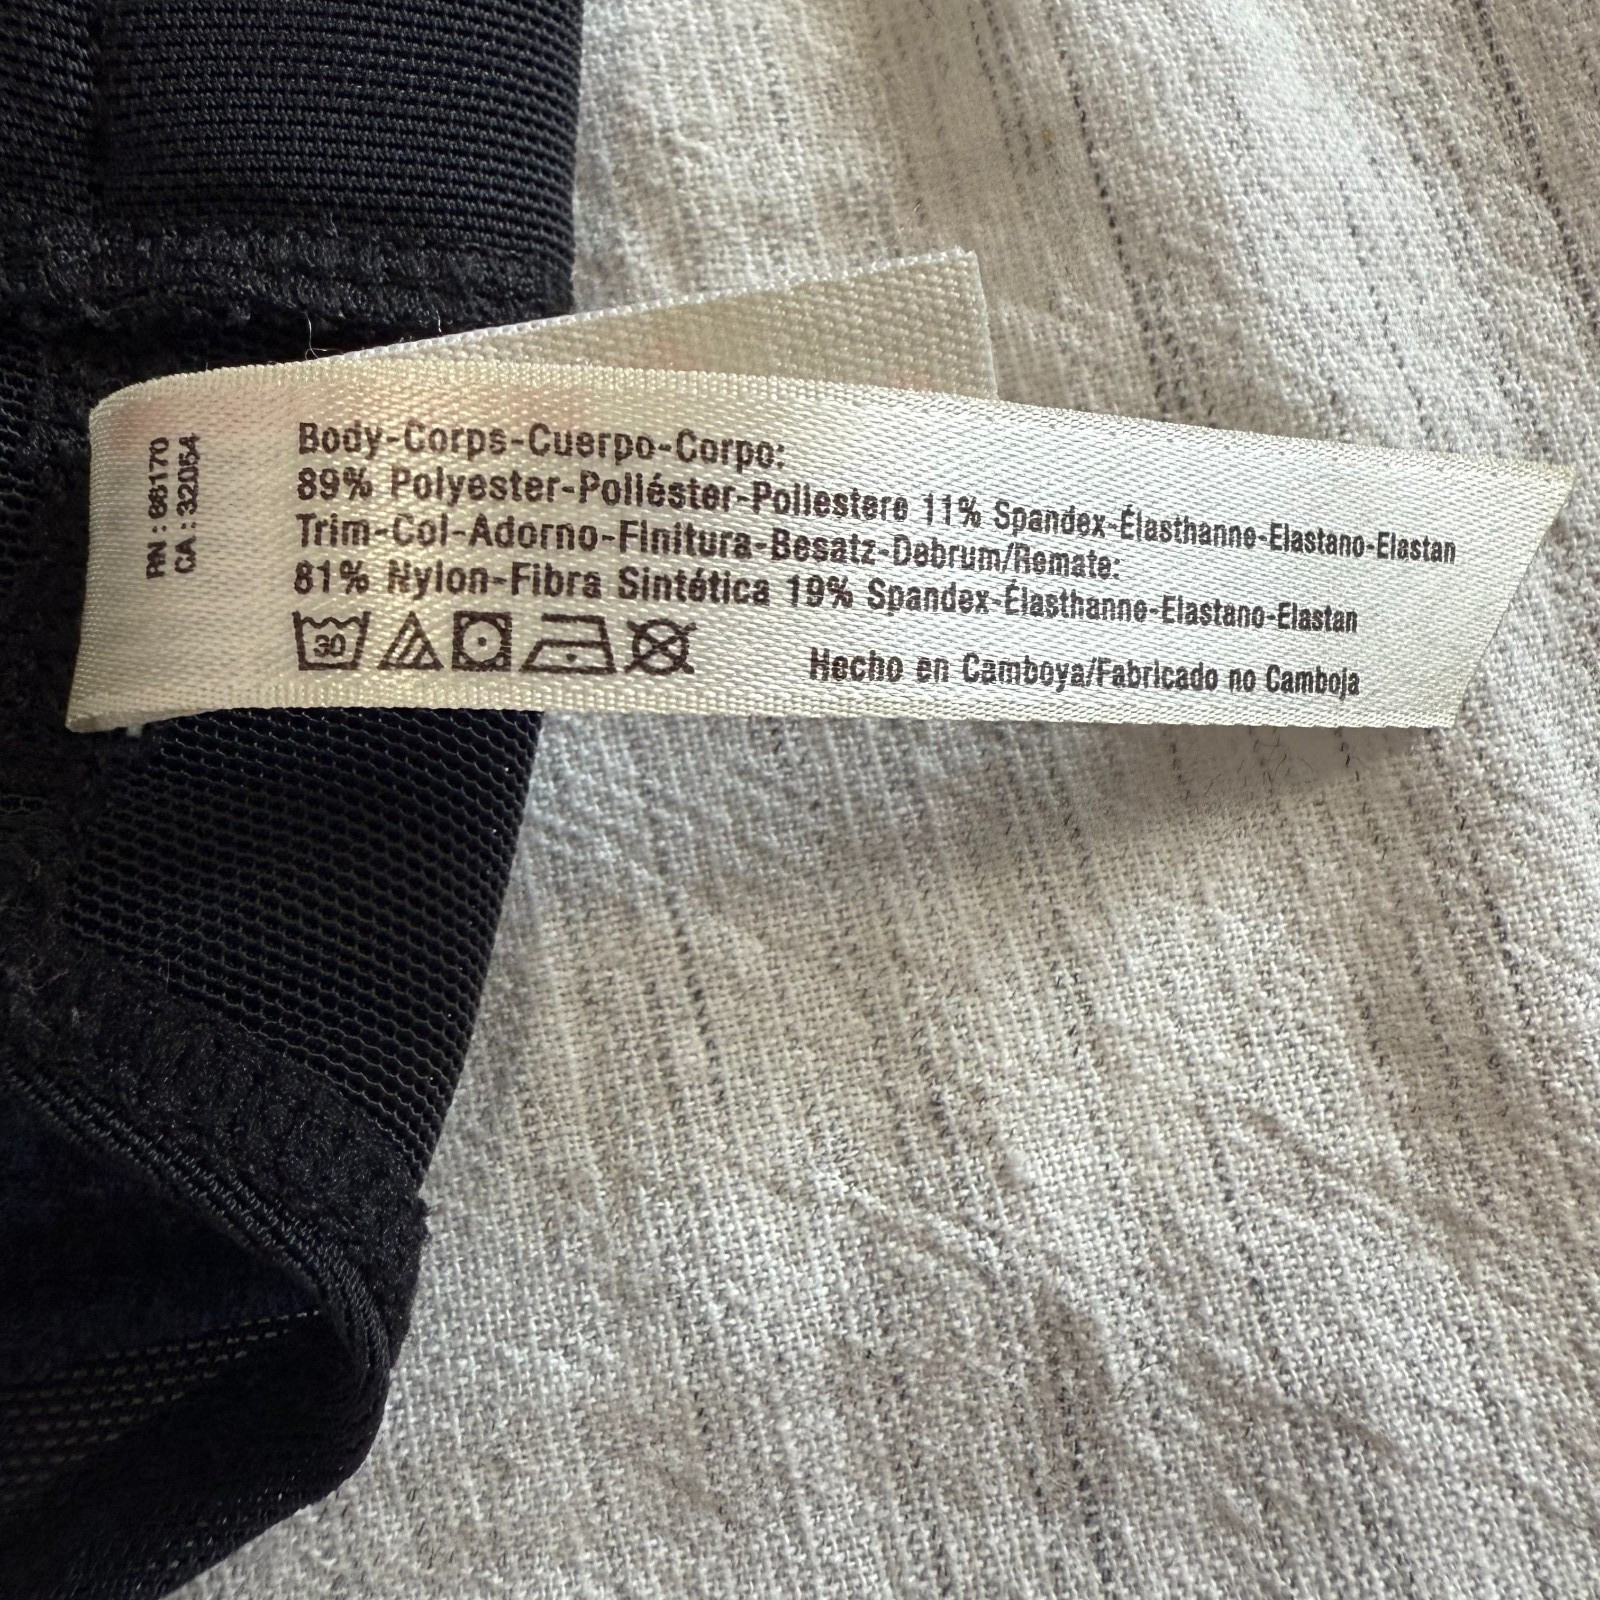 RN : 66170
CA : 32054
Body-Corps-Cuerpo-Corpo:
89% Polyester-Poliéster-Poliestere 11% Spandex-Élasthanne-Elastano-Elastan
Trim-Col-Adorno-Finitura-Besatz-Debrum/Remate:
81% Nylon-Fibra Sintética 19% Spandex-Élasthanne-Elastano-Elastan
30
Hecho en Camboya/Fabricado no Camboja